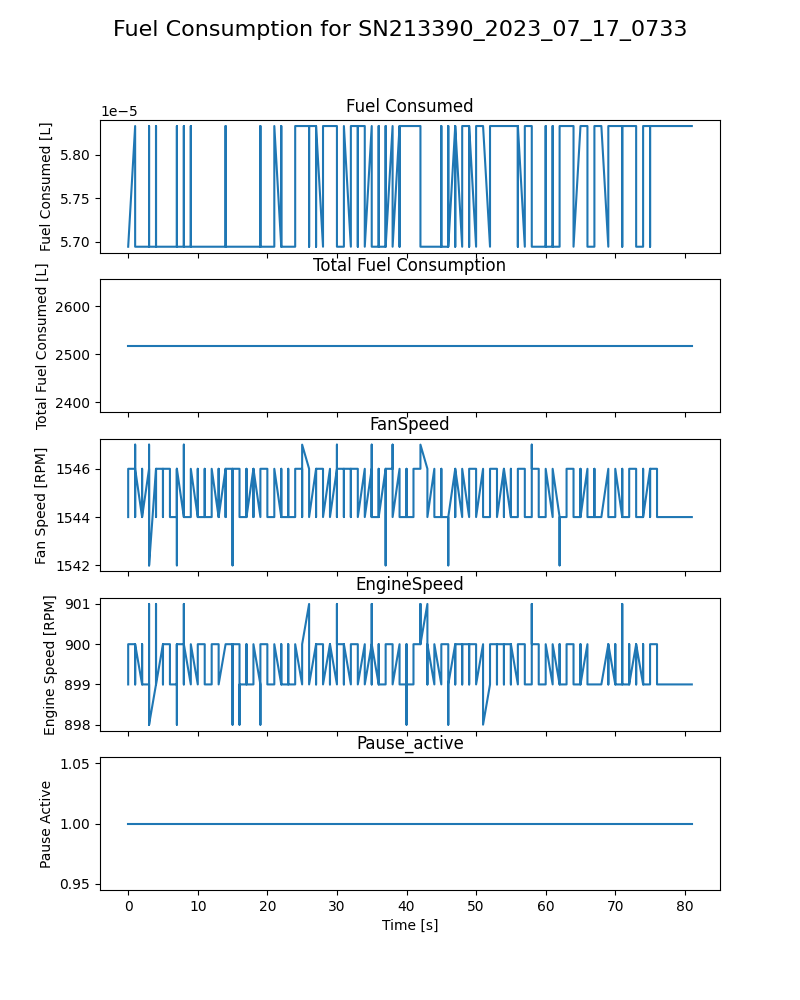 Fuel Consumption for SN213390_2023_07_17_0733
1e−5
Fuel Consumed
Fuel Consumed [L]
5.80
5.75
5.70
Total Fuel Consumption
Total Fuel Consumed [L]
2600
2500
2400
FanSpeed
Fan Speed [RPM]
1546
1544
1542
EngineSpeed
Engine Speed [RPM]
901
900
899
898
Pause_active
Pause Active
1.05
1.00
0.95
0 10 20 30 40 50 60 70 80
Time [s]